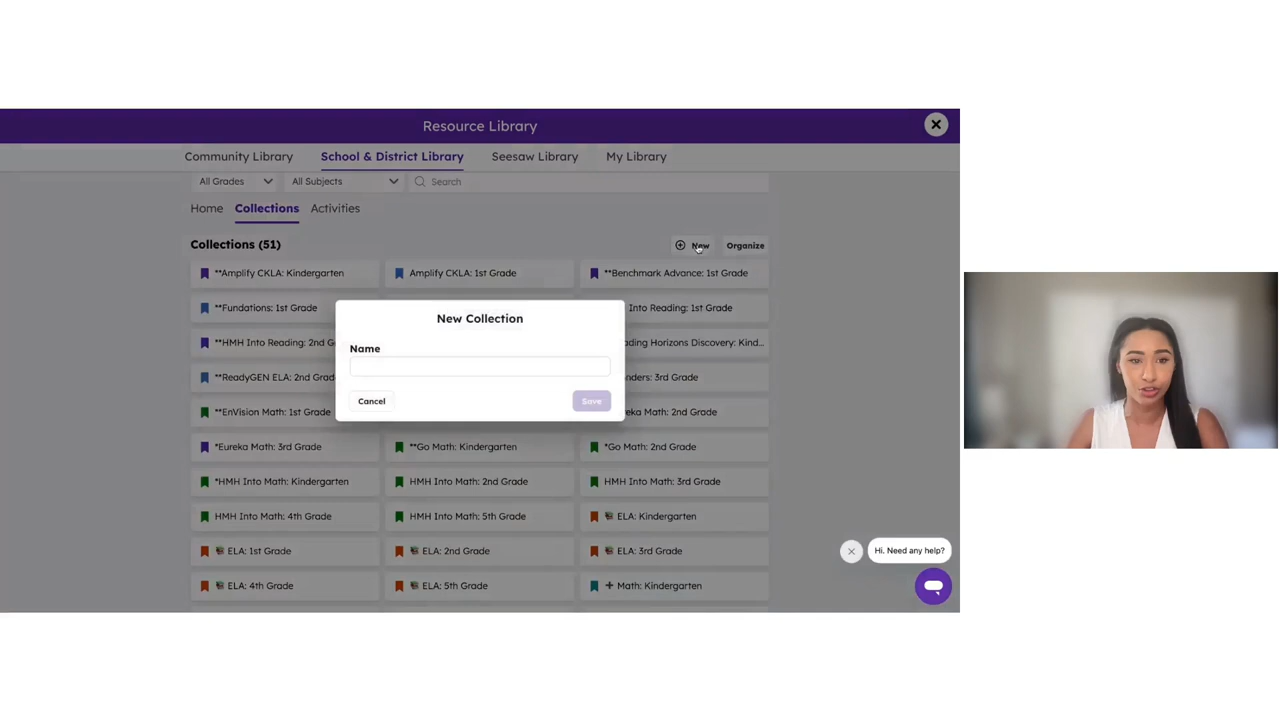 Resource Library
Community Library School & District Library Seesaw Library My Library
All Grades All Subjects Search
Home Collections Activities
Collections (51) New Organize
**Amplify CKLA: Kindergarten Amplify CKLA: 1st Grade **Benchmark Advance: 1st Grade
**Fundations: 1st Grade Into Reading: 1st Grade
New Collection
**HMH Into Reading: 2nd Horizons Discovery: Kind...
Name
**ReadyGEN ELA: 2nd 3rd Grade
Cancel Save
**EnVision Math: 1st Grade Math: 2nd Grade
*Eureka Math: 3rd Grade **Go Math: Kindergarten *Go Math: 2nd Grade
*HMH Into Math: Kindergarten HMH Into Math: 2nd Grade HMH Into Math: 3rd Grade
HMH Into Math: 4th Grade HMH Into Math: 5th Grade ELA: Kindergarten
ELA: 1st Grade ELA: 2nd Grade ELA: 3rd Grade
Hi. Need any help?
ELA: 4th Grade ELA: 5th Grade Math: Kindergarten